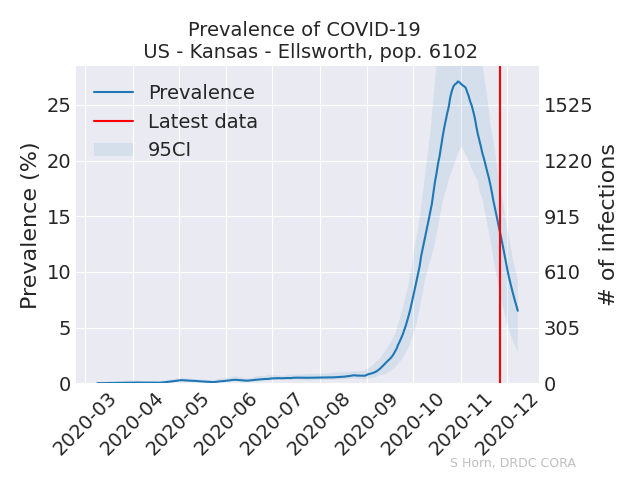 Prevalence of COVID-19
US - Kansas - Ellsworth, pop. 6102
Prevalence
Latest data
95CI
Prevalence (%)
25
20
15
10
5
0
1525
1220
915
610
305
0
# of infections
2020-03
2020-04
2020-05
2020-06
2020-07
2020-08
2020-09
2020-10
2020-11
2020-12
S Horn, DRDC CORA